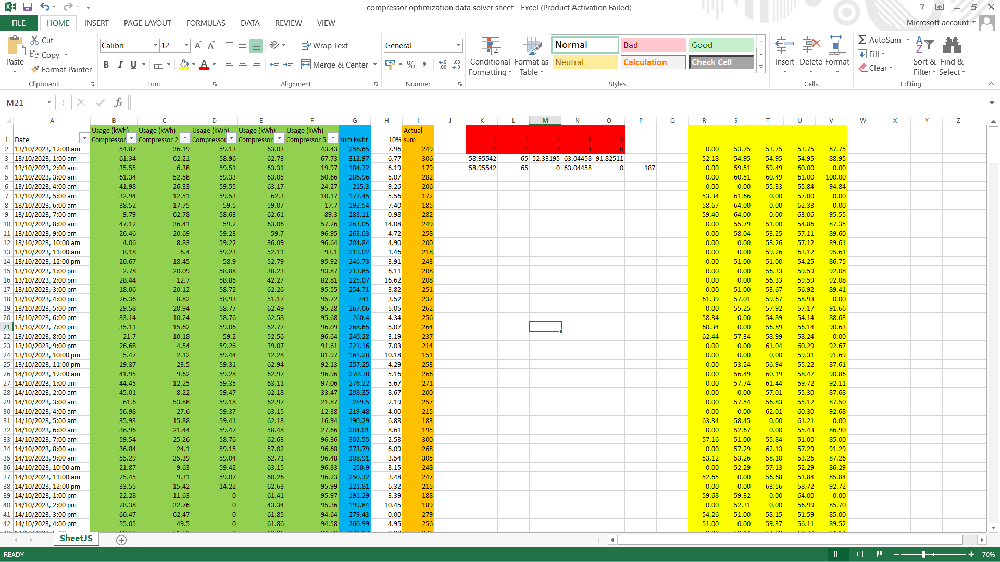 compressor optimization data solver sheet - Excel (Product Activation Failed)
FILE HOME INSERT PAGE LAYOUT FORMULAS DATA REVIEW VIEW Microsoft account
Paste Cut Copy Format Painter Clipboard
Calibri 12 B I U Font
Wrap Text Merge & Center Alignment
General % Number
Conditional Formatting Format as Table
Normal Bad Good
Neutral Calculation Check Cell
Styles
Insert Delete Format Cells
AutoSum Fill Clear Sort & Filter Find & Select Editing
M21 fx
A B C D E F G H I J K L M N O P Q R S T U V W X Y Z
Usage (kWh) Usage (kWh) Usage (kWh) Usage (kWh) Usage (kWh) Actual
1 Date Compressor Compressor 2 Compressor Compressor Compressor 5 sum kwhr 10% sum 1 2 3 4 5
2 13/10/2023, 12:00 am 54.87 36.19 59.13 63.03 43.43 256.65 7.96 249 1 1 0 1 0 0.00 53.75 53.75 53.75 87.75
3 13/10/2023, 1:00 am 61.34 62.21 58.96 62.73 67.73 312.97 6.77 306 58.95542 65 52.33195 63.04458 91.82511 52.18 54.95 54.95 54.95 88.95
4 13/10/2023, 2:00 am 35.55 6.38 59.51 63.31 19.97 184.72 6.19 179 58.95542 65 0 63.04458 0 187 0.00 59.51 59.49 60.00 0.00
5 13/10/2023, 3:00 am 61.34 52.58 59.33 63.05 50.66 286.96 5.07 282 0.00 60.51 60.49 61.00 100.00
6 13/10/2023, 4:00 am 41.98 26.33 59.55 63.17 24.27 215.3 9.26 206 0.00 0.00 55.33 55.84 94.84
7 13/10/2023, 5:00 am 32.94 12.51 59.53 62.3 10.17 177.45 5.56 172 53.34 61.66 0.00 57.00 0.00
8 13/10/2023, 6:00 am 38.52 17.75 59.5 59.07 17.7 192.54 7.40 185 58.67 64.00 0.00 62.33 0.00
9 13/10/2023, 7:00 am 9.79 62.78 58.63 62.61 89.3 283.11 0.98 282 59.40 64.00 0.00 63.06 95.55
10 13/10/2023, 8:00 am 47.12 36.41 59.2 63.06 57.26 263.05 14.08 249 0.00 55.79 51.00 54.86 87.35
11 13/10/2023, 9:00 am 26.46 20.69 59.23 59.7 96.95 263.03 4.72 258 0.00 58.04 53.25 57.11 89.60
12 13/10/2023, 10:00 am 4.06 8.83 59.22 36.09 96.64 204.84 4.90 200 0.00 0.00 53.26 57.12 89.61
13 13/10/2023, 11:00 am 8.18 6.4 59.23 52.11 93.1 219.02 1.46 218 0.00 0.00 59.26 63.12 95.61
14 13/10/2023, 12:00 pm 20.67 18.45 58.9 52.79 95.92 246.73 3.91 243 0.00 51.00 51.00 54.25 86.75
15 13/10/2023, 1:00 pm 2.78 20.09 58.88 38.23 93.87 213.85 6.11 208 0.00 0.00 56.33 59.59 92.08
16 13/10/2023, 2:00 pm 28.44 12.7 58.85 42.27 82.81 225.07 16.62 208 0.00 0.00 56.33 59.59 92.08
17 13/10/2023, 3:00 pm 18.06 20.12 58.72 62.26 95.55 254.71 3.82 251 0.00 51.00 53.67 56.92 89.41
18 13/10/2023, 4:00 pm 26.36 8.82 58.93 51.17 95.72 241 3.52 237 61.39 57.01 59.67 58.93 0.00
19 13/10/2023, 5:00 pm 29.58 20.94 58.77 62.49 95.28 267.06 5.05 262 0.00 55.25 57.92 57.17 91.66
20 13/10/2023, 6:00 pm 33.14 10.24 58.76 62.58 95.68 260.4 4.34 256 58.34 0.00 54.89 54.14 88.63
21 13/10/2023, 7:00 pm 35.11 15.62 59.06 62.77 96.09 268.65 5.07 264 60.34 0.00 56.89 56.14 90.63
22 13/10/2023, 8:00 pm 21.7 10.18 59.2 52.56 96.64 240.28 3.19 237 62.44 57.34 58.99 58.24 0.00
23 13/10/2023, 9:00 pm 26.68 4.54 59.26 39.07 91.61 221.16 7.03 214 0.00 0.00 61.04 60.29 92.67
24 13/10/2023, 10:00 pm 5.47 2.12 59.44 12.28 81.97 161.28 10.18 151 0.00 0.00 0.00 59.31 91.69
25 13/10/2023, 11:00 pm 19.37 23.5 59.31 62.94 92.13 257.25 4.29 253 0.00 53.24 56.94 55.22 87.61
26 14/10/2023, 12:00 am 41.95 9.62 59.28 62.97 96.96 270.78 5.16 266 0.00 56.49 60.19 58.47 90.86
27 14/10/2023, 1:00 am 44.45 12.25 59.35 63.11 97.06 276.22 5.67 271 0.00 57.74 61.44 59.72 92.11
28 14/10/2023, 2:00 am 45.01 8.22 59.47 62.18 33.47 208.35 8.67 200 0.00 0.00 57.01 55.30 87.68
29 14/10/2023, 3:00 am 61.6 53.88 59.18 62.97 21.87 259.5 2.19 257 0.00 57.54 56.83 55.12 87.50
30 14/10/2023, 4:00 am 56.98 27.6 59.37 63.15 12.38 219.48 4.00 215 0.00 0.00 62.01 60.30 92.68
31 14/10/2023, 5:00 am 35.93 15.88 59.41 62.13 16.94 190.29 6.88 183 63.34 58.45 0.00 61.21 0.00
32 14/10/2023, 6:00 am 36.96 21.44 59.47 58.48 27.66 204.01 8.61 195 0.00 52.67 0.00 55.43 86.90
33 14/10/2023, 7:00 am 59.54 25.26 58.76 62.63 96.36 302.55 2.53 300 57.16 51.00 55.84 51.00 85.00
34 14/10/2023, 8:00 am 36.84 24.1 59.15 57.02 96.68 273.79 6.09 268 0.00 57.29 62.13 57.29 91.29
35 14/10/2023, 9:00 am 55.29 35.39 59.04 62.71 96.48 308.91 3.54 305 53.12 53.26 58.10 53.26 87.26
36 14/10/2023, 10:00 am 21.87 9.63 59.42 63.15 96.83 250.9 3.15 248 0.00 52.29 57.13 52.29 86.29
37 14/10/2023, 11:00 am 25.45 9.31 59.07 60.26 96.23 250.32 3.48 247 52.65 0.00 56.68 51.84 85.84
38 14/10/2023, 12:00 pm 33.55 15.42 14.22 62.63 95.99 221.81 6.32 215 0.00 0.00 63.56 58.72 92.72
39 14/10/2023, 1:00 pm 22.28 11.63 0 61.41 95.97 191.29 3.39 188 59.68 59.32 0.00 64.00 0.00
40 14/10/2023, 2:00 pm 28.38 32.76 0 43.34 95.36 199.84 10.45 189 0.00 52.31 0.00 56.99 85.70
41 14/10/2023, 3:00 pm 60.47 62.47 0 61.85 94.64 279.43 0.00 279 54.26 51.00 58.15 51.59 85.00
42 14/10/2023, 4:00 pm 55.05 49.5 0 61.86 94.58 260.99 4.95 256 51.00 0.00 59.37 56.11 89.52
SheetJS
READY 70%